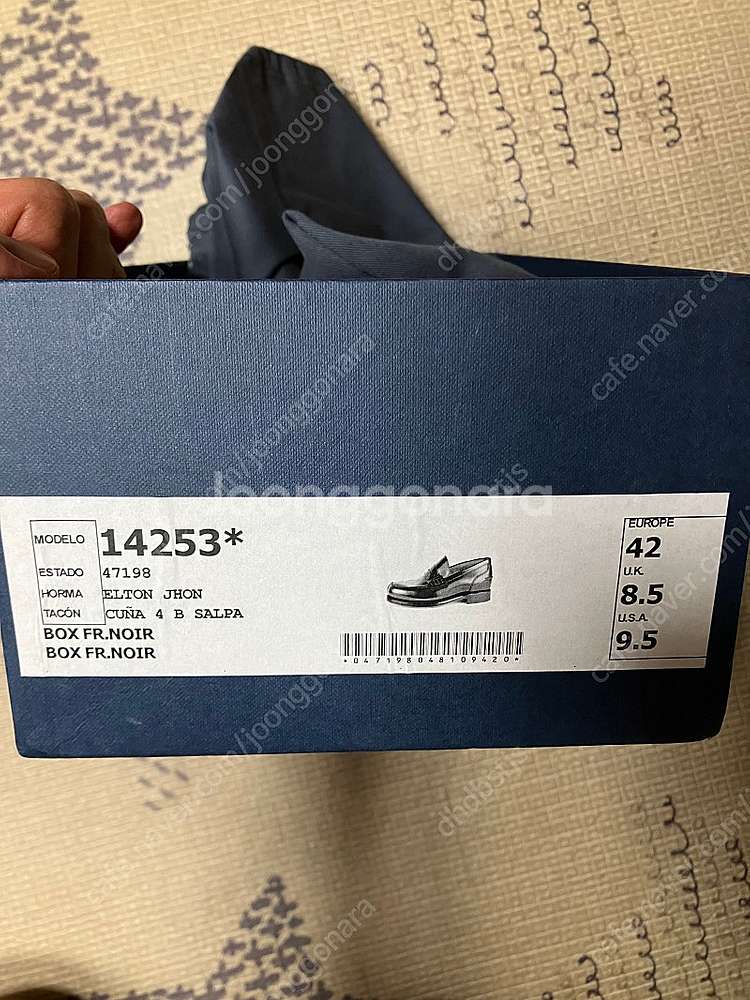 MODELO 14253*
ESTADO 47198
HORMA ELTON JHON
TACÓN CUÑA 4 B SALPA
BOX FR.NOIR
BOX FR.NOIR
*047198048109420*
EUROPE
42
U.K.
8.5
U.S.A.
9.5
joonggonara
cafe.naver.com/joonggonara